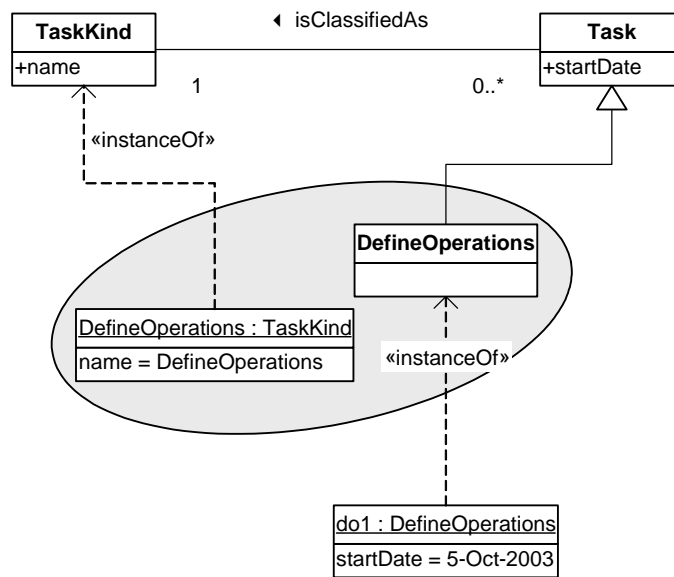 ◄ isClassifiedAs
TaskKind
+name
Task
+startDate
1
0..*
«instanceOf»
DefineOperations
DefineOperations : TaskKind
name = DefineOperations
«instanceOf»
do1 : DefineOperations
startDate = 5-Oct-2003